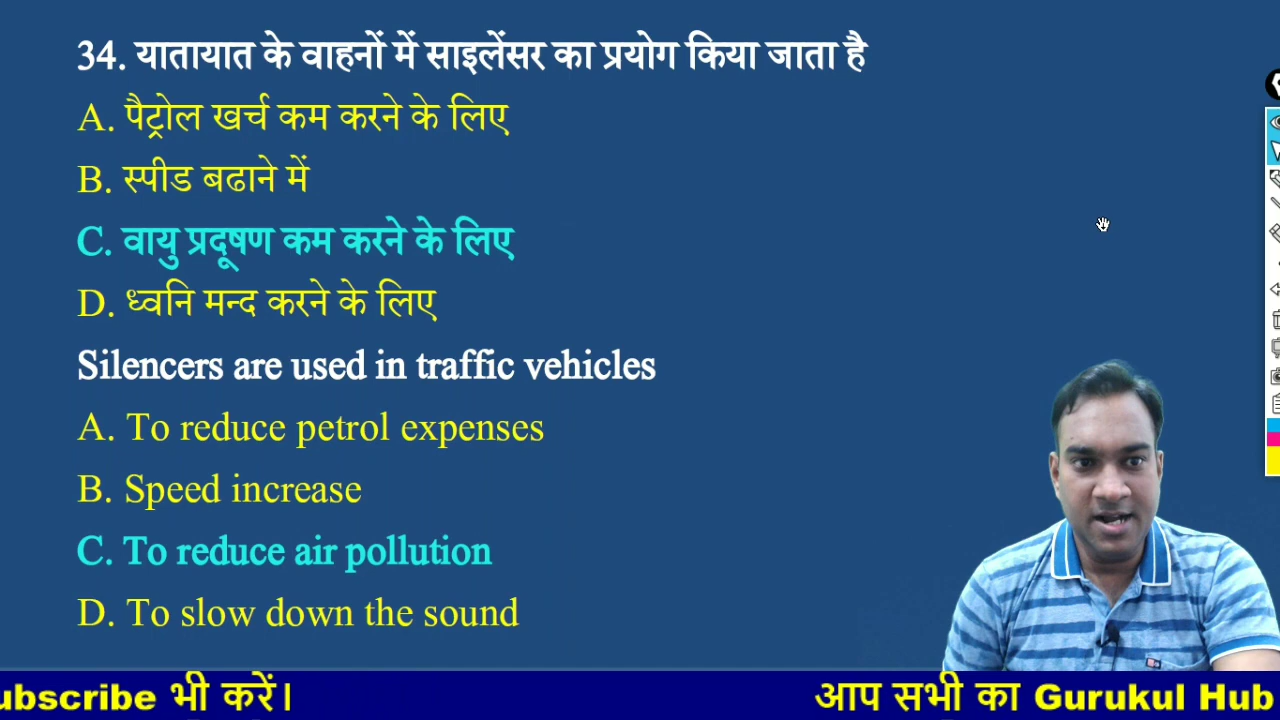 34. यातायात के वाहनों में साइलेंसर का प्रयोग किया जाता है
A. पैट्रोल खर्च कम करने के लिए
B. स्पीड बढाने में
C. वायु प्रदूषण कम करने के लिए
D. ध्वनि मन्द करने के लिए
Silencers are used in traffic vehicles
A. To reduce petrol expenses
B. Speed increase
C. To reduce air pollution
D. To slow down the sound
ubscribe भी करें। आप सभी का Gurukul Hub